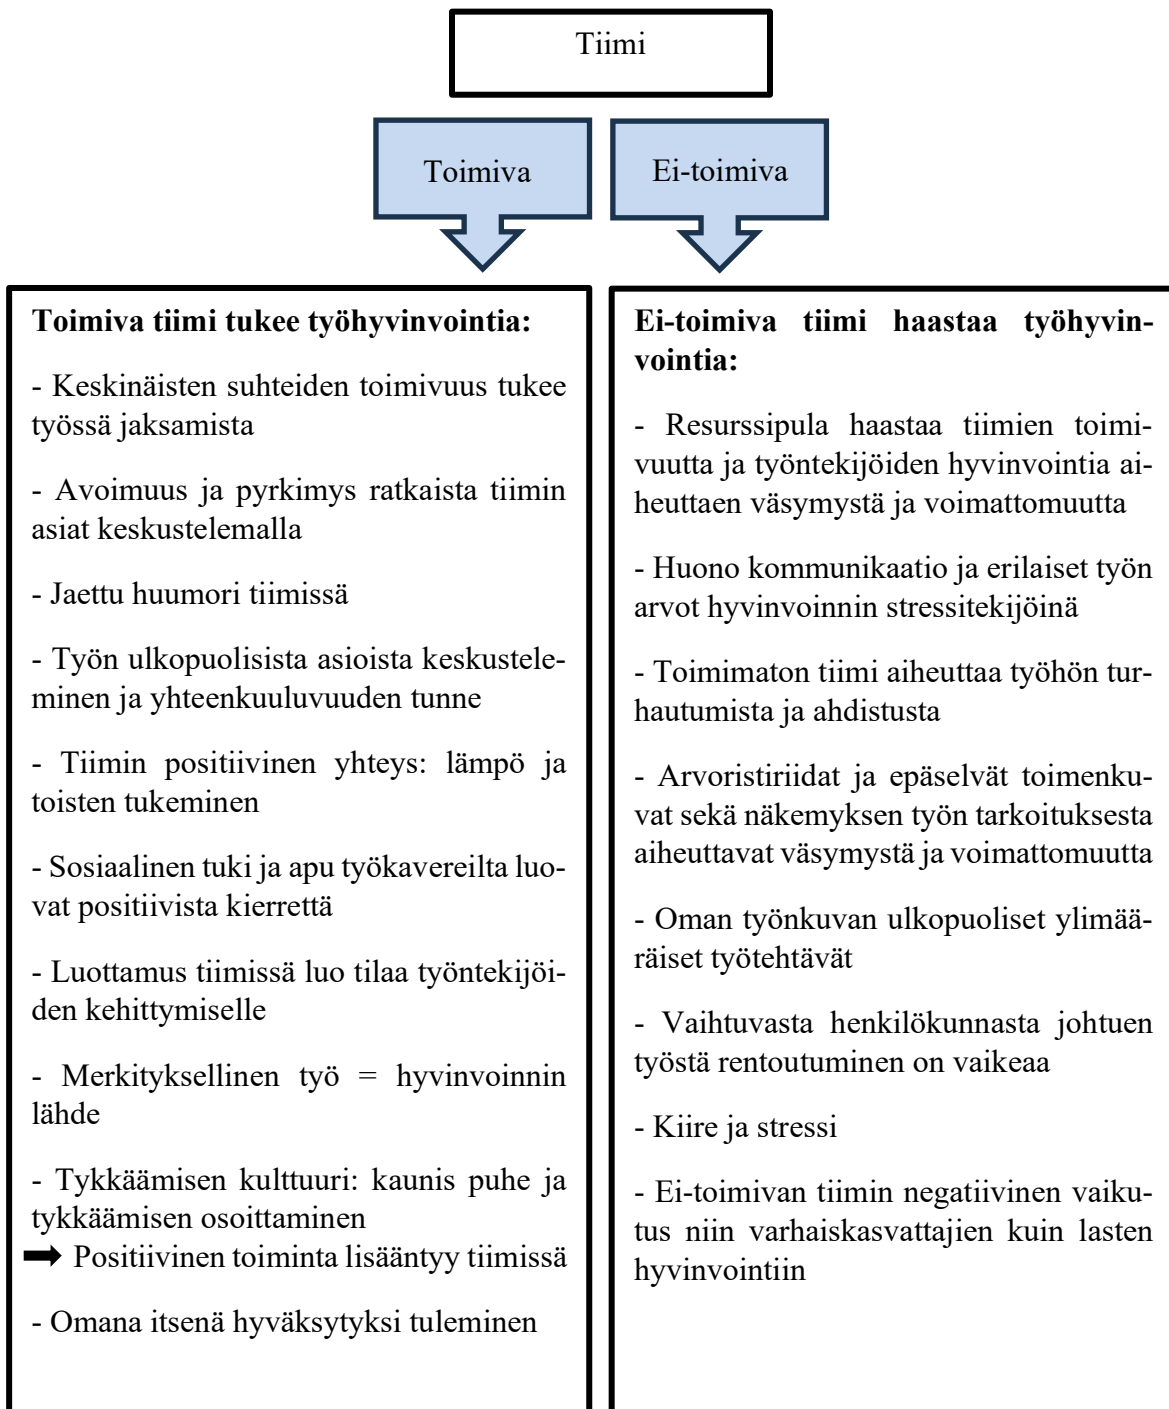 Tiimi
Toimiva
Ei-toimiva
Toimiva tiimi tukee työhyvinvointia:
- Keskinäisten suhteiden toimivuus tukee
työssä jaksamista
- Avoimuus ja pyrkimys ratkaista tiimin
asiat keskustelemalla
- Jaettu huumori tiimissä
- Työn ulkopuolisista asioista keskustele-
minen ja yhteenkuuluvuuden tunne
- Tiimin positiivinen yhteys: lämpö ja
toisten tukeminen
- Sosiaalinen tuki ja apu työkavereilta luo-
vat positiivista kierrettä
- Luottamus tiimissä luo tilaa työntekijöi-
den kehittymiselle
- Merkityksellinen työ = hyvinvoinnin
lähde
- Tykkäämisen kulttuuri: kaunis puhe ja
tykkäämisen osoittaminen
➡ Positiivinen toiminta lisääntyy tiimissä
- Omana itsenä hyväksytyksi tuleminen
Ei-toimiva tiimi haastaa työhyvin-
vointia:
- Resurssipula haastaa tiimien toimi-
vuutta ja työntekijöiden hyvinvointia ai-
heuttaen väsymystä ja voimattomuutta
- Huono kommunikaatio ja erilaiset työn
arvot hyvinvoinnin stressitekijöinä
- Toimimaton tiimi aiheuttaa työhön tur-
hautumista ja ahdistusta
- Arvoristiriidat ja epäselvät toimenku-
vat sekä näkemyksen työn tarkoituksesta
aiheuttavat väsymystä ja voimattomuutta
- Oman työnkuvan ulkopuoliset ylimää-
räiset työtehtävät
- Vaihtuvasta henkilökunnasta johtuen
työstä rentoutuminen on vaikeaa
- Kiire ja stressi
- Ei-toimivan tiimin negatiivinen vaiku-
tus niin varhaiskasvattajien kuin lasten
hyvinvointiin